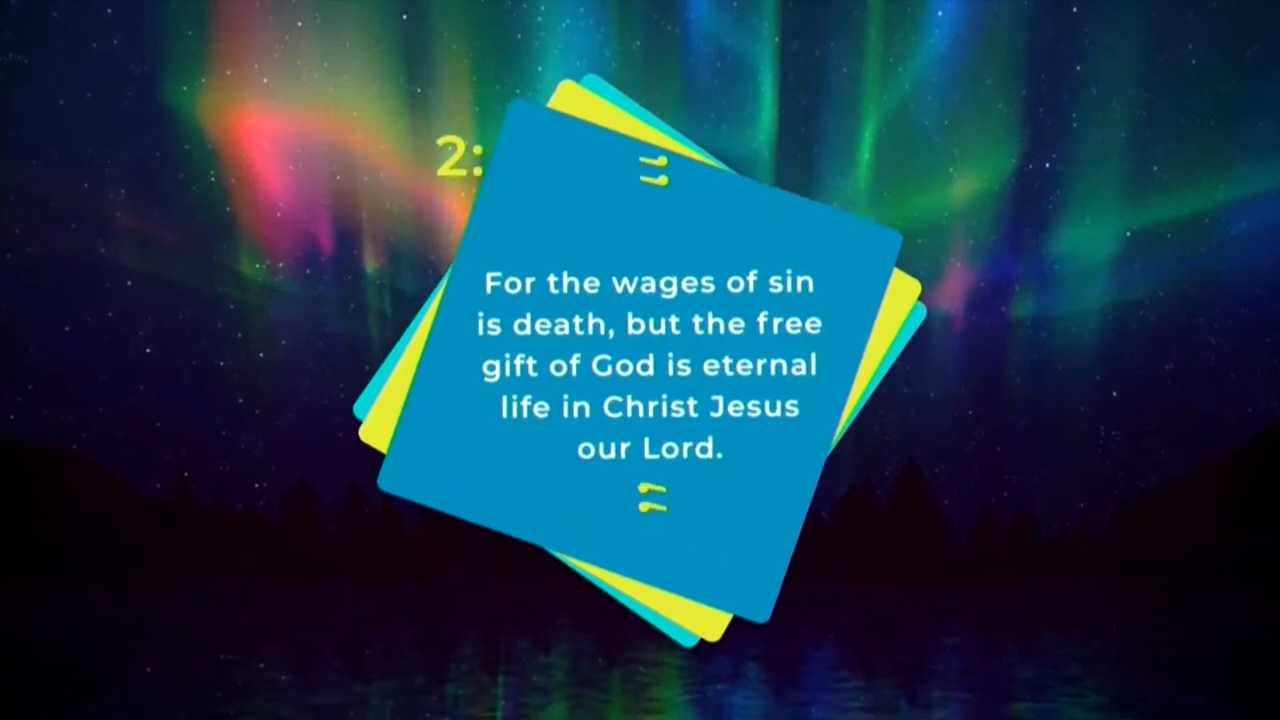 2:
"
For the wages of sin
is death, but the free
gift of God is eternal
life in Christ Jesus
our Lord.
"